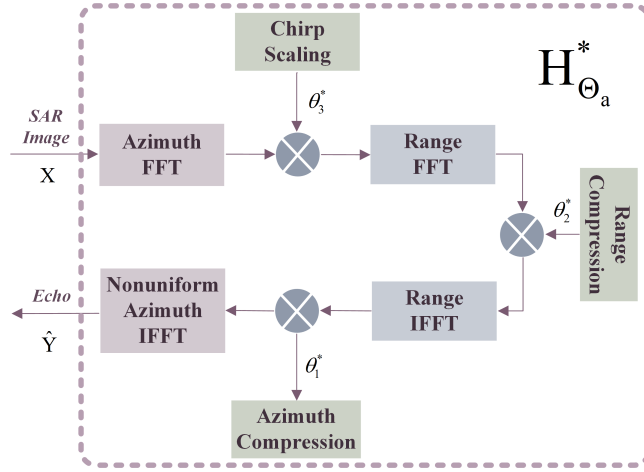 Chirp
Scaling
H*Θa
θ3*
SAR
Image
X
Azimuth
FFT
Range
FFT
θ2*
Range
Compression
Echo
Ŷ
Nonuniform
Azimuth
IFFT
Range
IFFT
θ1*
Azimuth
Compression